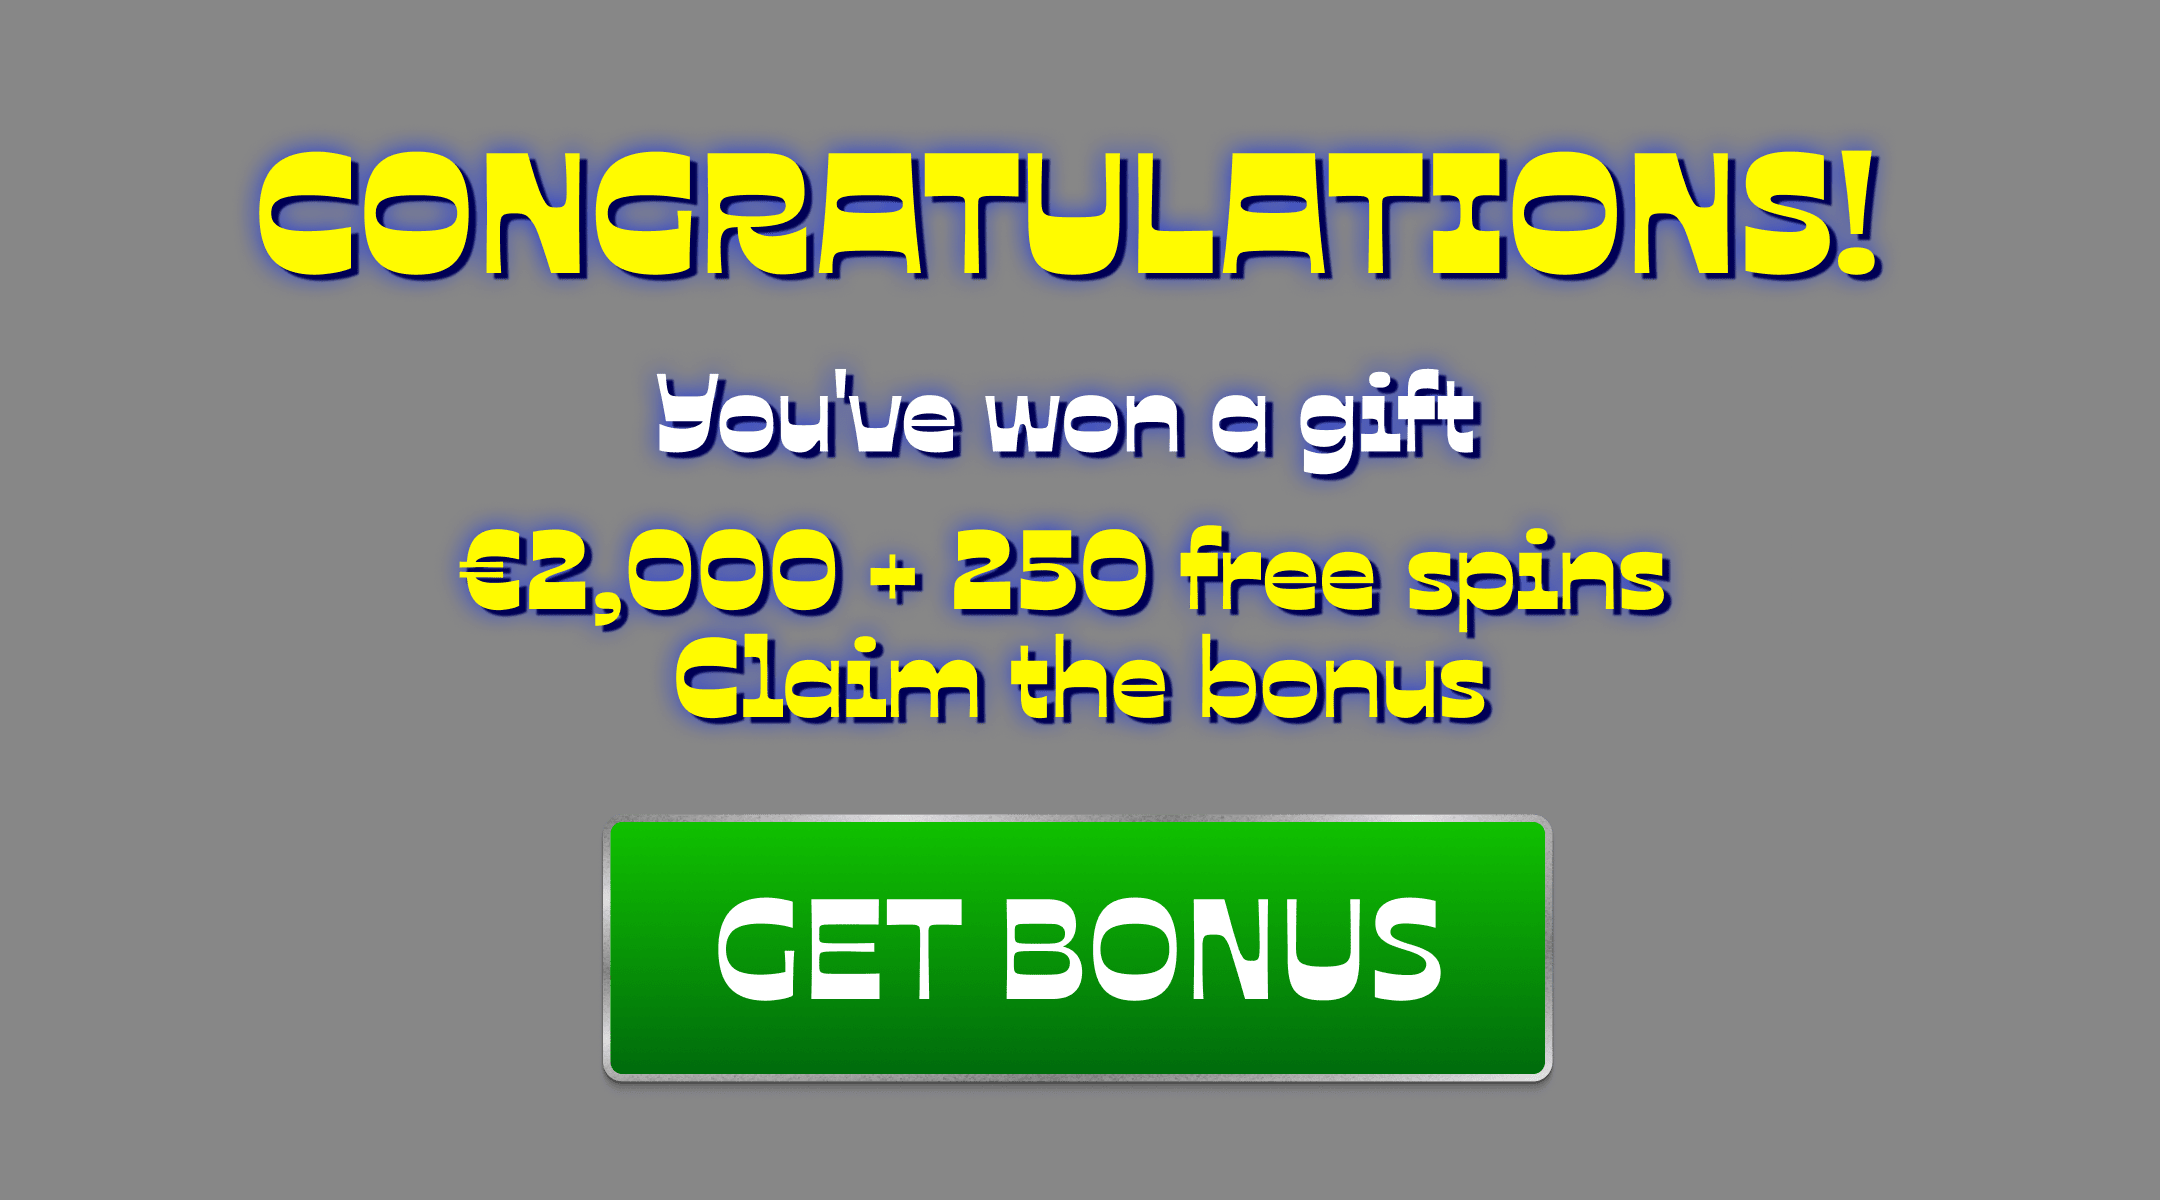 CONGRATULATIONS!
You've won a gift
€2,000 + 250 free spins
Claim the bonus
GET BONUS